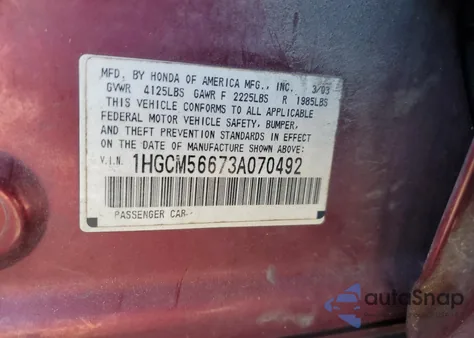 MFD. BY HONDA OF AMERICA MFG., INC. 3/03
GVWR 4125LBS GAWR F 2225LBS R 1985LBS
THIS VEHICLE CONFORMS TO ALL APPLICABLE
FEDERAL MOTOR VEHICLE SAFETY, BUMPER,
AND THEFT PREVENTION STANDARDS IN EFFECT
ON THE DATE OF MANUFACTURE SHOWN ABOVE.
V.I.N. 1HGCM56673A070492
PASSENGER CAR
autoSnap